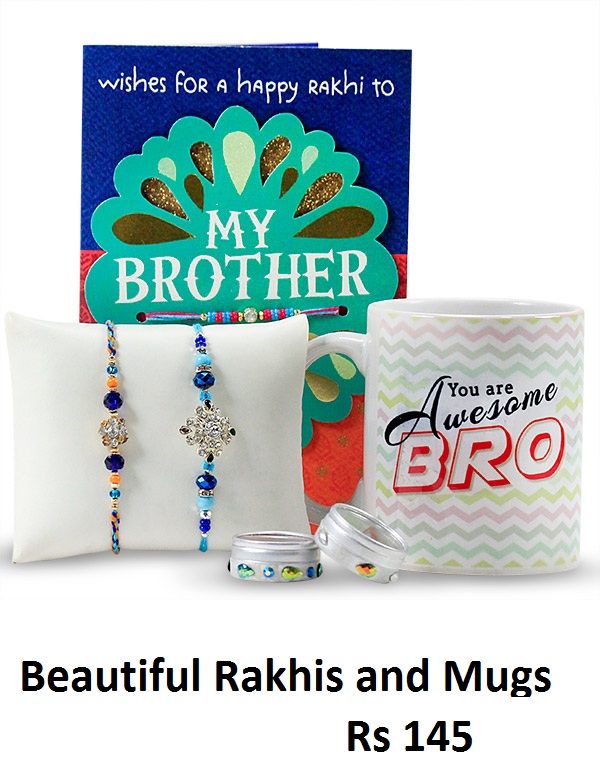 wishes for a happy Rakhi to
MY
BROTHER
You are
Awesome
BRO
Beautiful Rakhis and Mugs
Rs 145